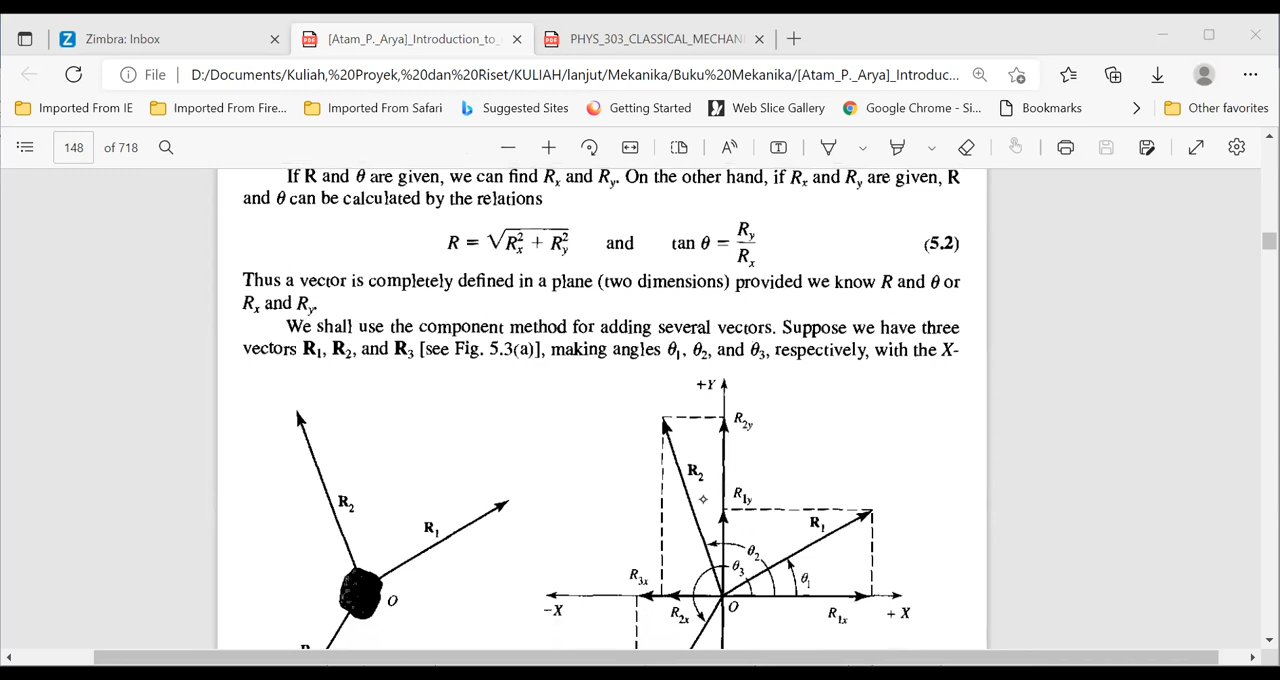 Zimbra: Inbox
[Atam_P._Arya]_Introduction_to_
PHYS_303_CLASSICAL_MECHANI
File
D:/Documents/Kuliah,%20Proyek,%20dan%20Riset/KULIAH/lanjut/Mekanika/Buku%20Mekanika/[Atam_P._Arya]_Introduc...
Imported From IE
Imported From Fire...
Imported From Safari
Suggested Sites
Getting Started
Web Slice Gallery
Google Chrome - Si...
Bookmarks
Other favorites
148 of 718
If R and θ are given, we can find Rx and Ry. On the other hand, if Rx and Ry are given, R
and θ can be calculated by the relations
R = √R²x + R²y and tan θ = Ry/Rx (5.2)
Thus a vector is completely defined in a plane (two dimensions) provided we know R and θ or
Rx and Ry.
We shall use the component method for adding several vectors. Suppose we have three
vectors R1, R2, and R3 [see Fig. 5.3(a)], making angles θ1, θ2, and θ3, respectively, with the X-
+Y
R2y
R2
R1y
R2
R1
R1
θ2
θ3
θ1
R3x
O
-X
R2x
O
R1x
+ X